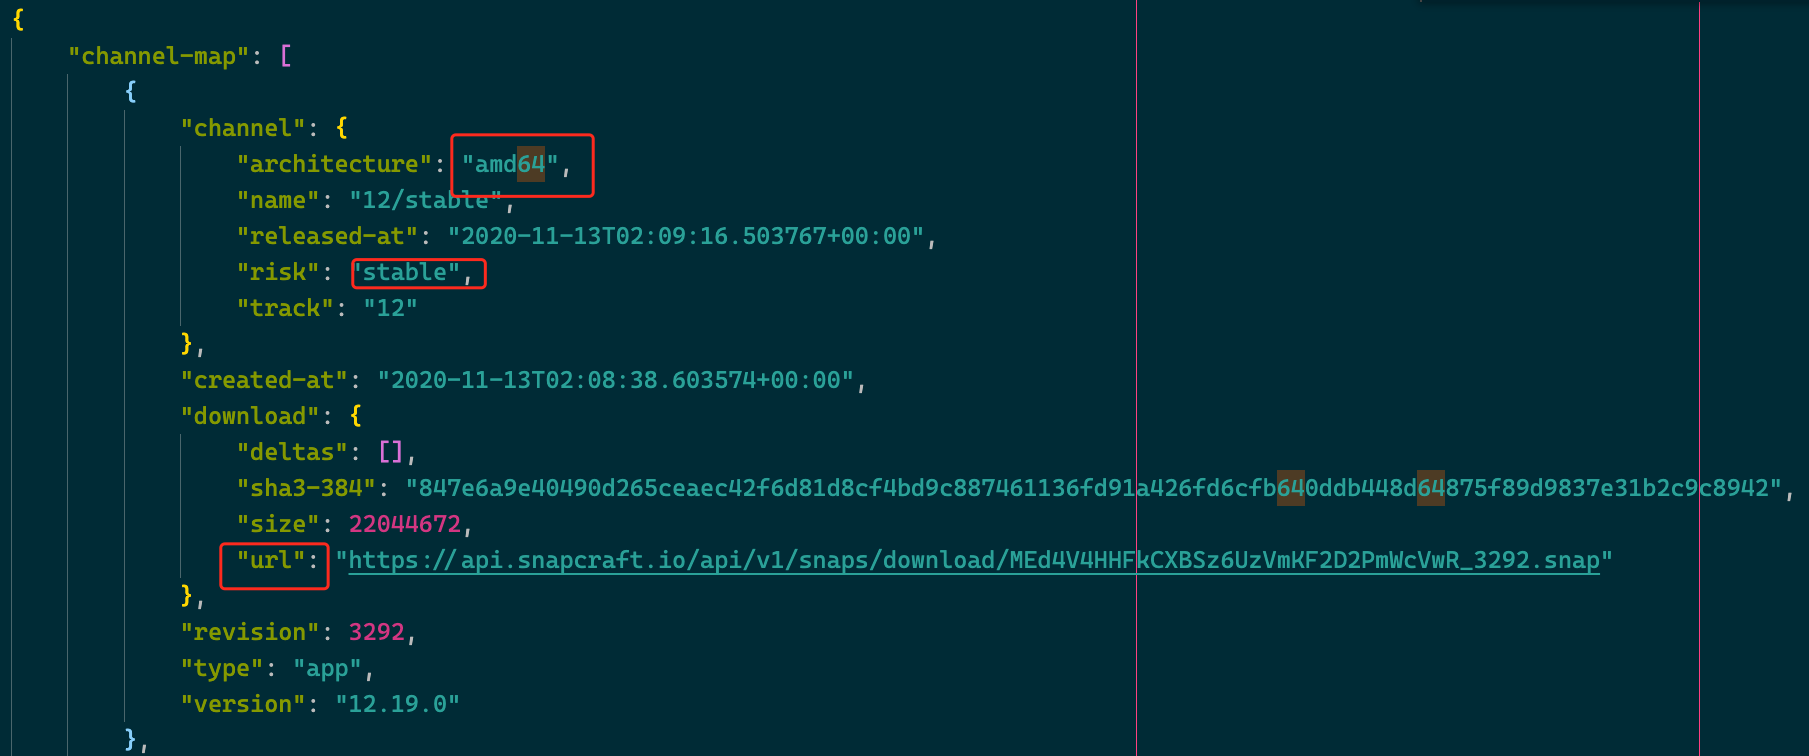 {
"channel-map": [
{
"channel": {
"architecture": "amd64",
"name": "12/stable",
"released-at": "2020-11-13T02:09:16.503767+00:00",
"risk": "stable",
"track": "12"
},
"created-at": "2020-11-13T02:08:38.603574+00:00",
"download": {
"deltas": [],
"sha3-384": "847e6a9e40490d265ceaec42f6d81d8cf4bd9c887461136fd91a426fd6cfb640ddb448d64875f89d9837e31b2c9c8942",
"size": 22044672,
"url": "https://api.snapcraft.io/api/v1/snaps/download/MEd4V4HHFkCXBSz6UzVmKF2D2PmWcVwR_3292.snap"
},
"revision": 3292,
"type": "app",
"version": "12.19.0"
},